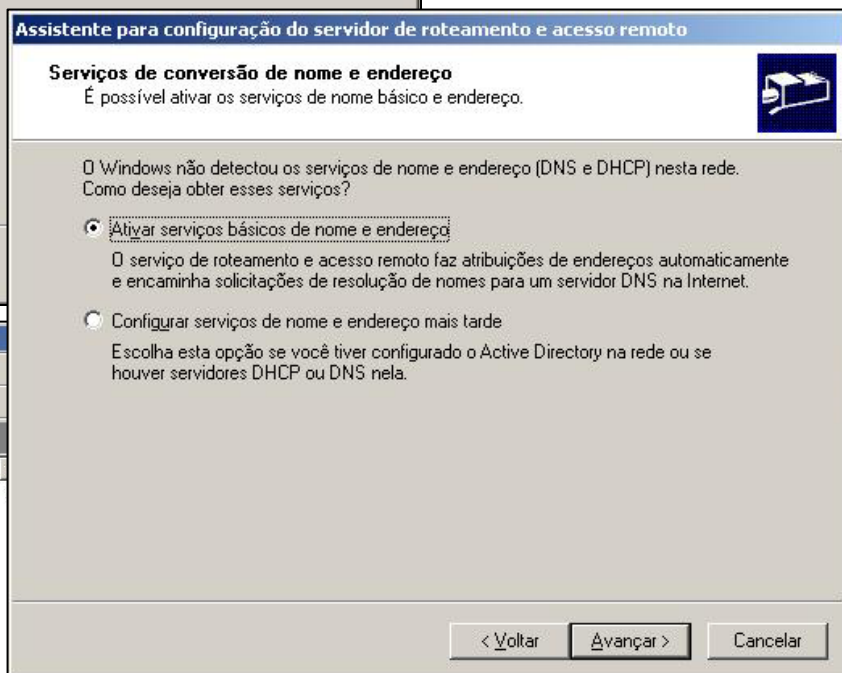 Assistente para configuração do servidor de roteamento e acesso remoto
Serviços de conversão de nome e endereço
É possível ativar os serviços de nome básico e endereço.
O Windows não detectou os serviços de nome e endereço (DNS e DHCP) nesta rede.
Como deseja obter esses serviços?
Ativar serviços básicos de nome e endereço
O serviço de roteamento e acesso remoto faz atribuições de endereços automaticamente
e encaminha solicitações de resolução de nomes para um servidor DNS na Internet.
Configurar serviços de nome e endereço mais tarde
Escolha esta opção se você tiver configurado o Active Directory na rede ou se
houver servidores DHCP ou DNS nela.
< Voltar Avançar > Cancelar